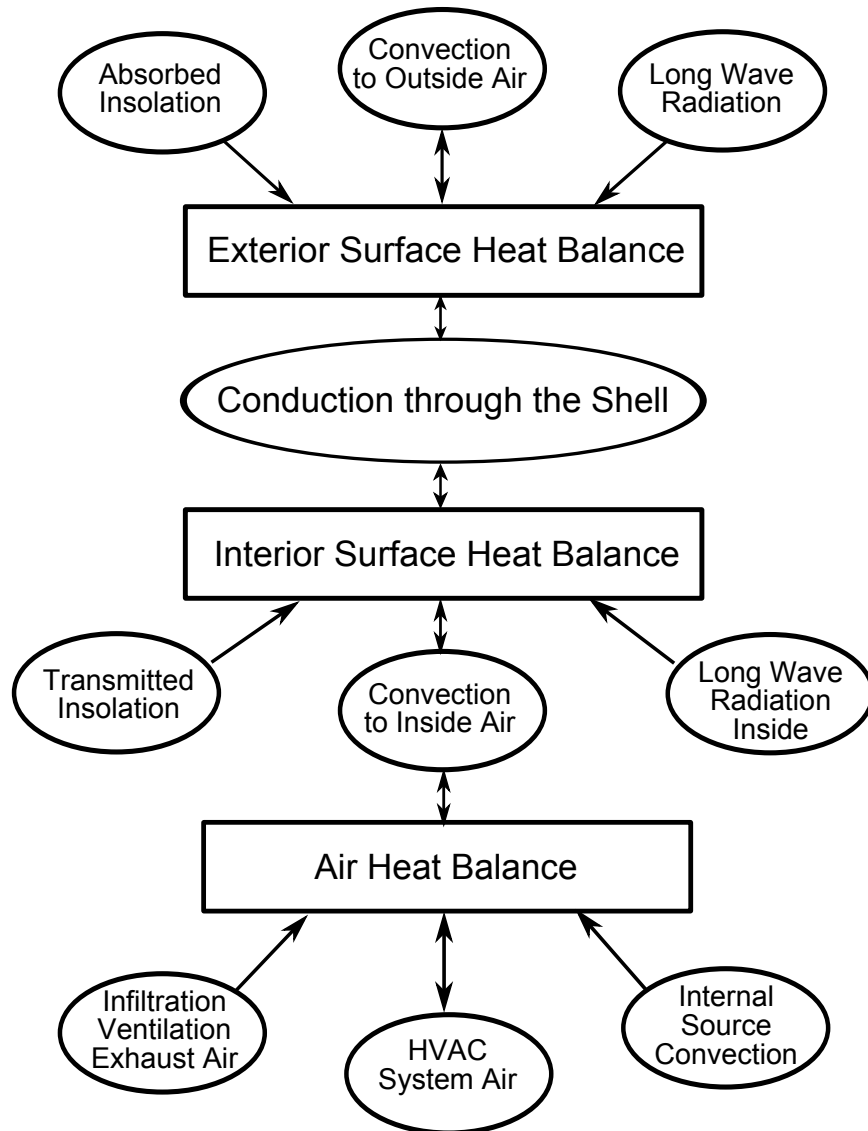 Absorbed
Insolation
Convection
to Outside Air
Long Wave
Radiation
Exterior Surface Heat Balance
Conduction through the Shell
Interior Surface Heat Balance
Transmitted
Insolation
Convection
to Inside Air
Long Wave
Radiation
Inside
Air Heat Balance
Infiltration
Ventilation
Exhaust Air
HVAC
System Air
Internal
Source
Convection